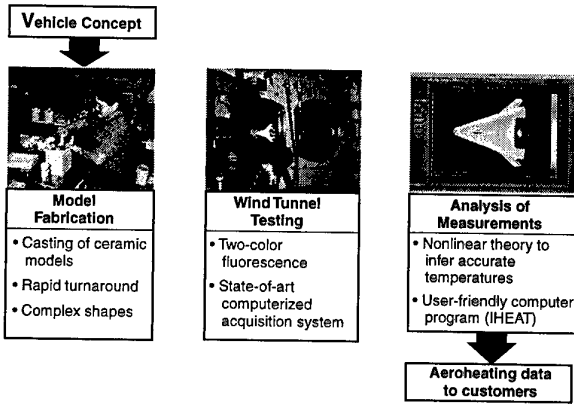 Vehicle Concept
Model
Fabrication
• Casting of ceramic
models
• Rapid turnaround
• Complex shapes
Wind Tunnel
Testing
• Two-color
fluorescence
• State-of-art
computerized
acquisition system
Analysis of
Measurements
• Nonlinear theory to
infer accurate
temperatures
• User-friendly computer
program (IHEAT)
Aeroheating data
to customers